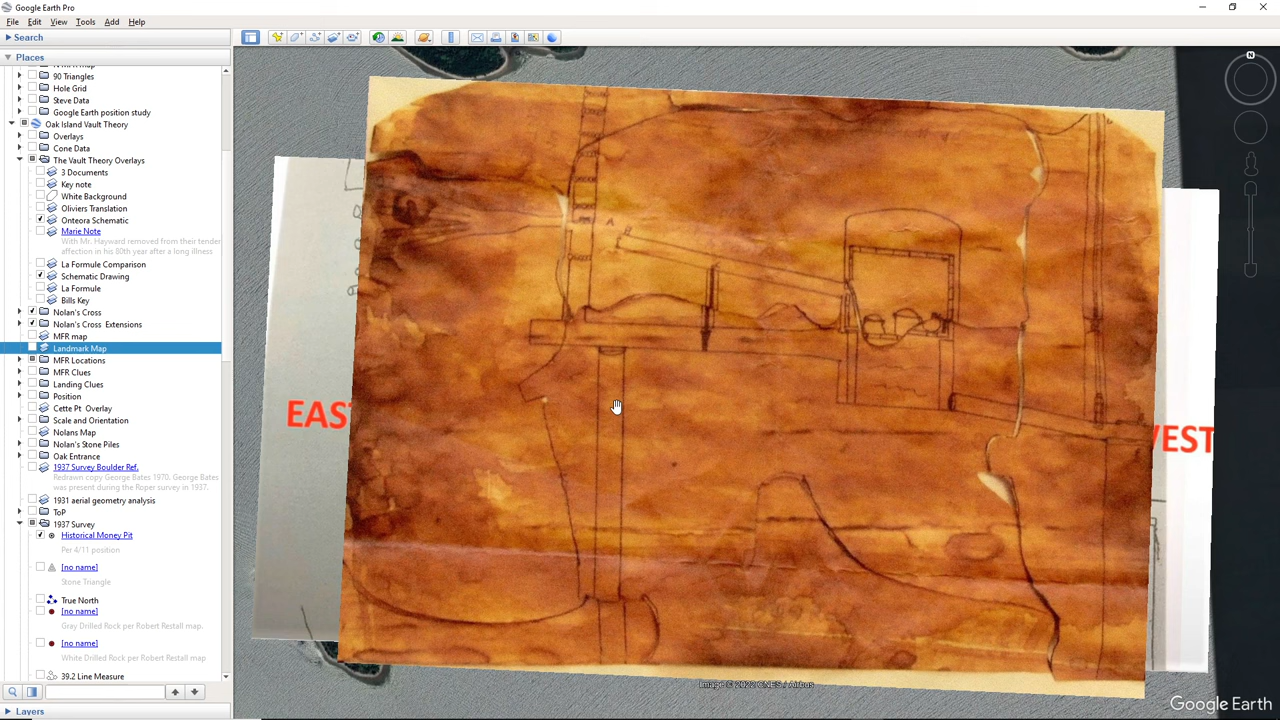 Google Earth Pro
File Edit View Tools Add Help
Search
Places
90 Triangles
Hole Grid
Steve Data
Google Earth position study
Oak Island Vault Theory
Overlays
Cone Data
The Vault Theory Overlays
3 Documents
Key note
White Background
Oliviers Translation
Onteora Schematic
Marie Note
With Mr. Hayward removed from their tender
affection in his 80th year after a long illness
La Formule Comparison
Schematic Drawing
La Formule
Bills Key
Nolan's Cross
Nolan's Cross Extensions
MFR map
Landmark Map
MFR Locations
MFR Clues
Landing Clues
Position
Cette Pt Overlay
Scale and Orientation
Nolans Map
Nolan's Stone Piles
Oak Entrance
1937 Survey Boulder Ref.
Redrawn copy George Bates 1970. George Bates
was present during the Roper survey in 1937.
1931 aerial geometry analysis
ToP
1937 Survey
Historical Money Pit
Per 4/11 position
[no name]
Stone Triangle
True North
[no name]
Gray Drilled Rock per Robert Restall map.
[no name]
White Drilled Rock per Robert Restall map
39.2 Line Measure
Layers
N
A
B
EAST
WEST
Image © 2022 CNES / Airbus
Google Earth